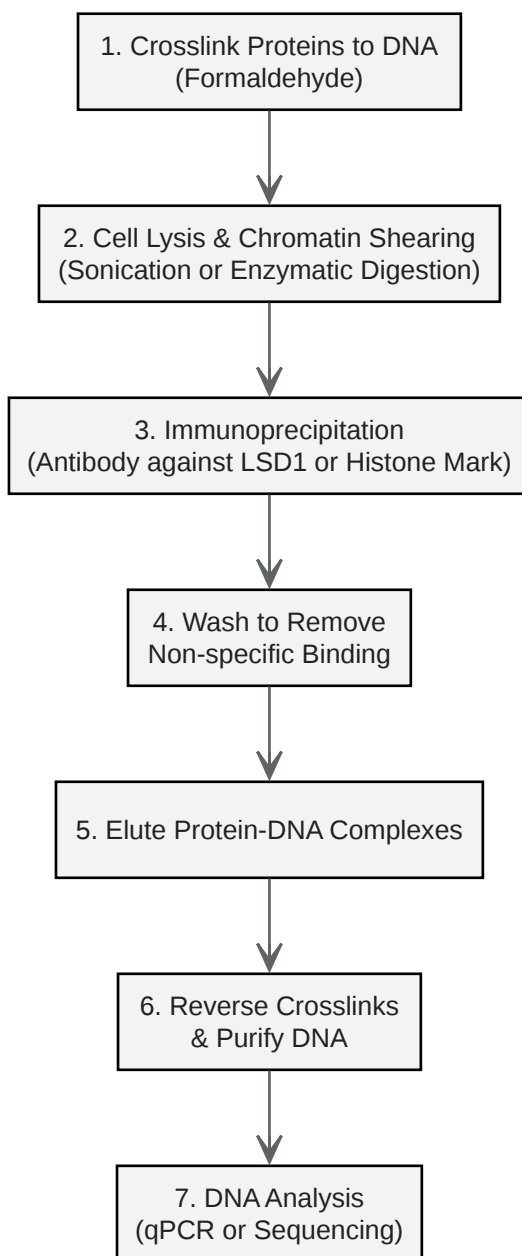 1. Crosslink Proteins to DNA
(Formaldehyde)
2. Cell Lysis & Chromatin Shearing
(Sonication or Enzymatic Digestion)
3. Immunoprecipitation
(Antibody against LSD1 or Histone Mark)
4. Wash to Remove
Non-specific Binding
5. Elute Protein-DNA Complexes
6. Reverse Crosslinks
& Purify DNA
7. DNA Analysis
(qPCR or Sequencing)